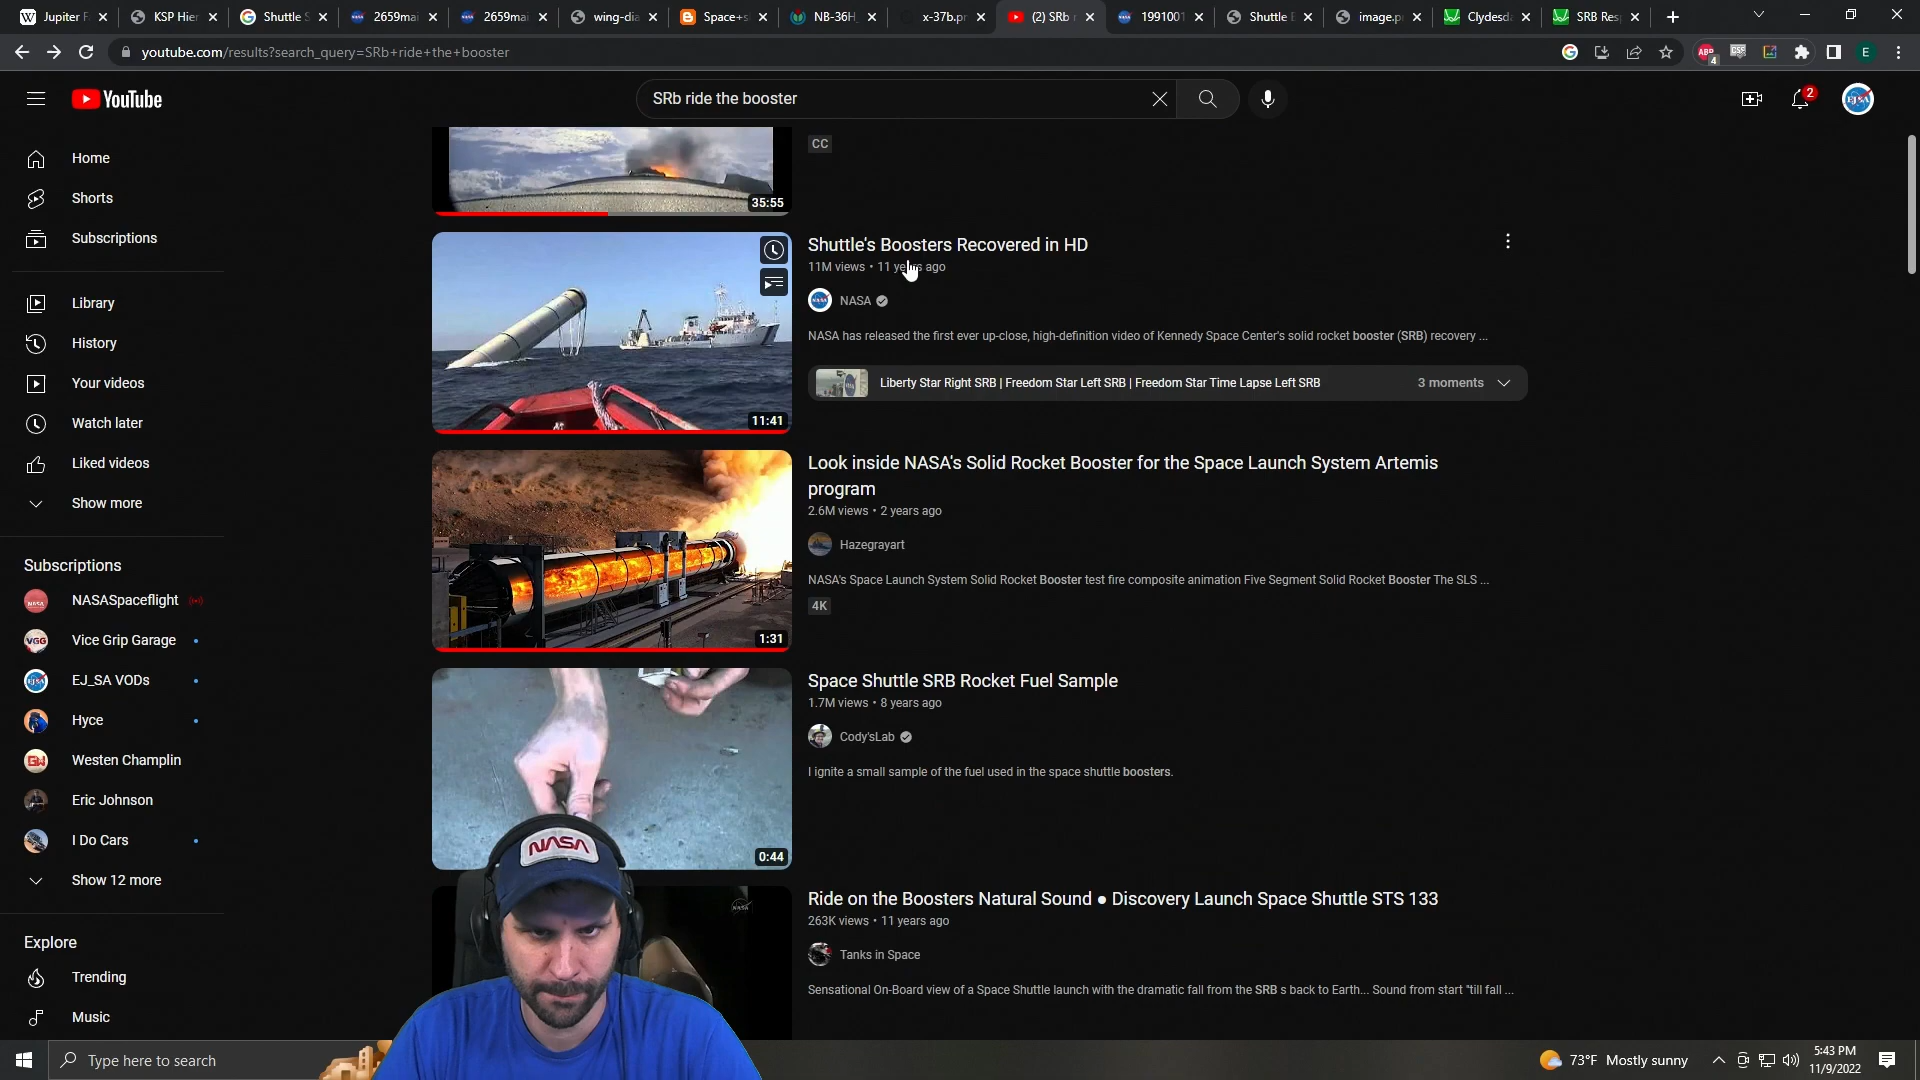 Jupiter F
KSP Hier
Shuttle S
2659mai
2659mai
wing-dia
Space+s
NB-36H
x-37b.pr
(2) SRb r
1991001
Shuttle E
image.p
Clydesda
SRB Res
youtube.com/results?search_query=SRb+ride+the+booster
ABP
4
E
YouTube
SRb ride the booster
2
EJSA
Home
Shorts
Subscriptions
Library
History
Your videos
Watch later
Liked videos
Show more
Subscriptions
NASASpaceflight
Vice Grip Garage
EJ_SA VODs
Hyce
Westen Champlin
Eric Johnson
I Do Cars
Show 12 more
Explore
Trending
Music
35:55
CC
11:41
Shuttle's Boosters Recovered in HD
11M views • 11 years ago
NASA
NASA has released the first ever up-close, high-definition video of Kennedy Space Center's solid rocket booster (SRB) recovery ...
Liberty Star Right SRB | Freedom Star Left SRB | Freedom Star Time Lapse Left SRB
3 moments
1:31
Look inside NASA's Solid Rocket Booster for the Space Launch System Artemis
program
2.6M views • 2 years ago
Hazegrayart
NASA's Space Launch System Solid Rocket Booster test fire composite animation Five Segment Solid Rocket Booster The SLS ...
4K
0:44
Space Shuttle SRB Rocket Fuel Sample
1.7M views • 8 years ago
Cody'sLab
I ignite a small sample of the fuel used in the space shuttle boosters.
NASA
Ride on the Boosters Natural Sound ● Discovery Launch Space Shuttle STS 133
263K views • 11 years ago
Tanks in Space
Sensational On-Board view of a Space Shuttle launch with the dramatic fall from the SRB s back to Earth... Sound from start "till fall ...
Type here to search
73°F Mostly sunny
5:43 PM
11/9/2022